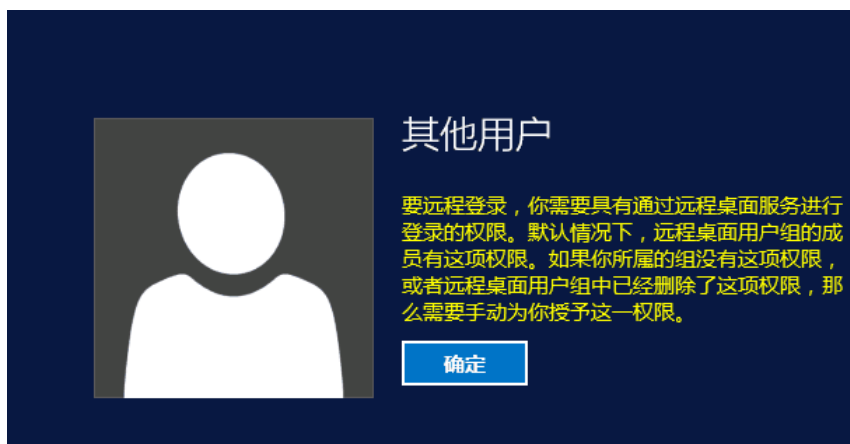 其他用户
要远程登录，你需要具有通过远程桌面服务进行
登录的权限。默认情况下，远程桌面用户组的成
员有这项权限。如果你所属的组没有这项权限，
或者远程桌面用户组中已经删除了这项权限，那
么需要手动为你授予这一权限。
确定